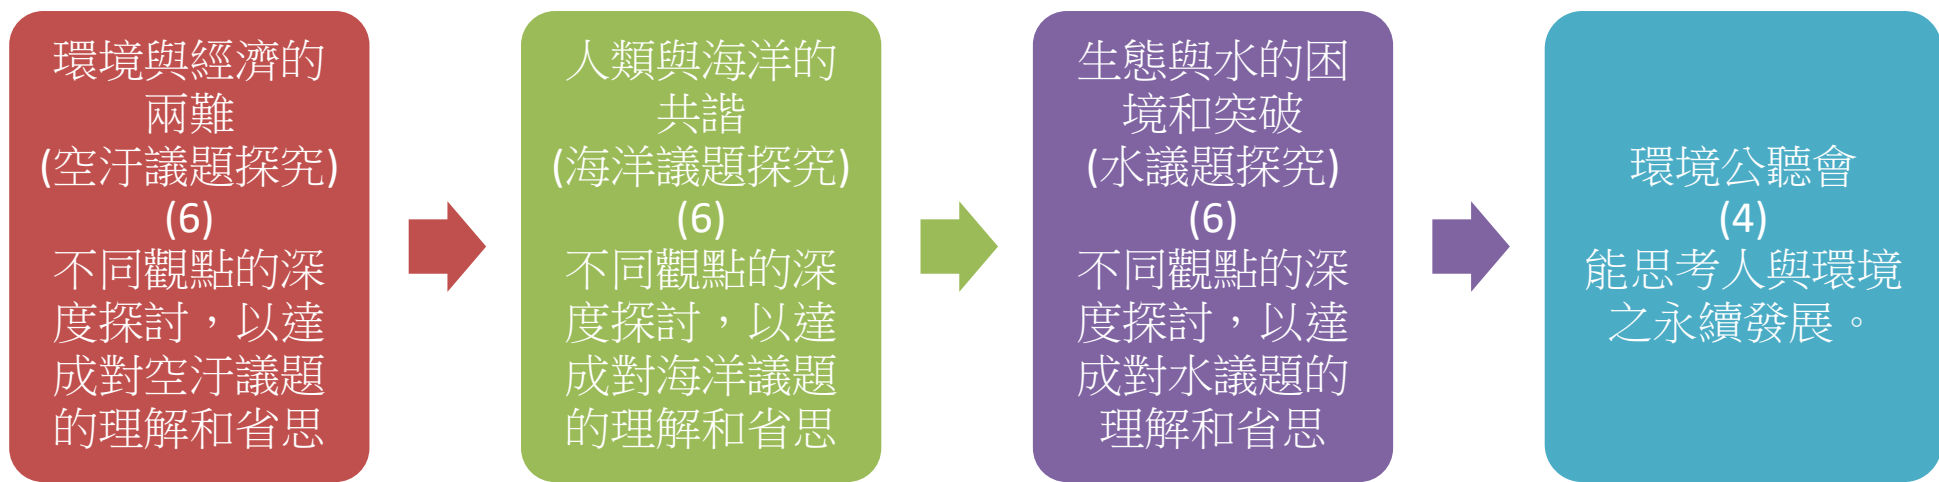 環境與經濟的
兩難
(空汙議題探究)
(6)
不同觀點的深
度探討，以達
成對空汙議題
的理解和省思
人類與海洋的
共諧
(海洋議題探究)
(6)
不同觀點的深
度探討，以達
成對海洋議題
的理解和省思
生態與水的困
境和突破
(水議題探究)
(6)
不同觀點的深
度探討，以達
成對水議題的
理解和省思
環境公聽會
(4)
能思考人與環境
之永續發展。